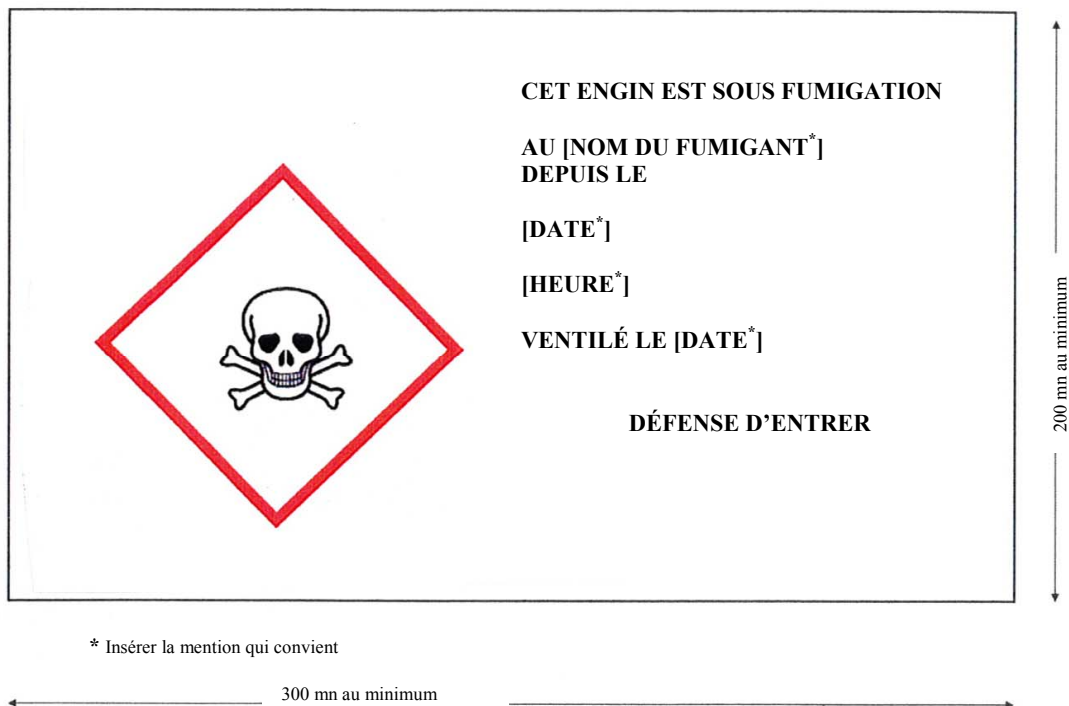 CET ENGIN EST SOUS FUMIGATION
AU [NOM DU FUMIGANT*]
DEPUIS LE
[DATE*]
[HEURE*]
VENTILÉ LE [DATE*]
DÉFENSE D’ENTRER
200 mn au minimum
* Insérer la mention qui convient
300 mn au minimum